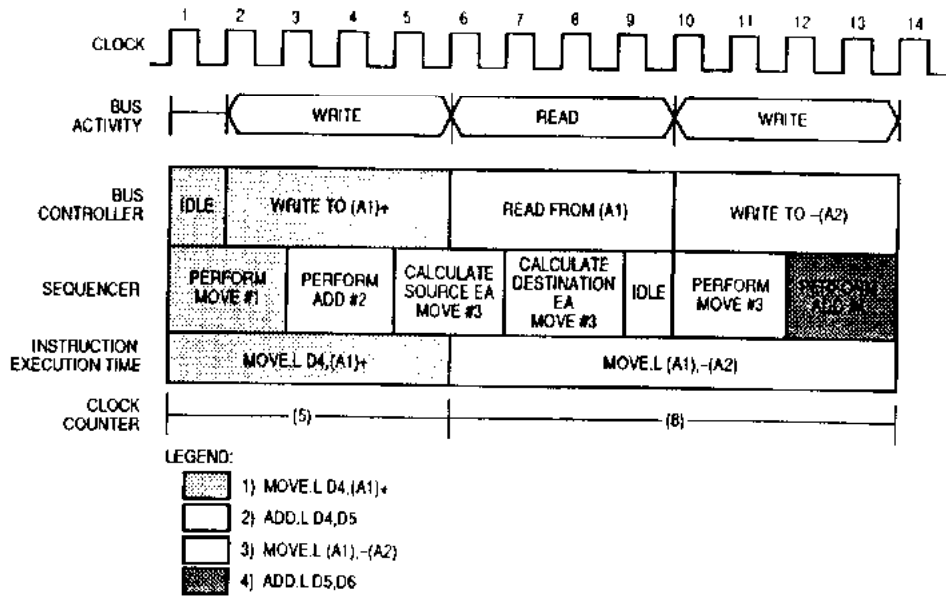 1 2 3 4 5 6 7 8 9 10 11 12 13 14
CLOCK
BUS
ACTIVITY
WRITE
READ
WRITE
BUS
CONTROLLER
IDLE
WRITE TO (A1)+
READ FROM (A1)
WRITE TO –(A2)
SEQUENCER
PERFORM
MOVE #1
PERFORM
ADD #2
CALCULATE
SOURCE EA
MOVE #3
CALCULATE
DESTINATION
EA
MOVE #3
IDLE
PERFORM
MOVE #3
PERFORM
ADD
INSTRUCTION
EXECUTION TIME
MOVE.L D4,(A1)+
MOVE.L (A1),–(A2)
CLOCK
COUNTER
(5)
(8)
LEGEND:
1) MOVE.L D4,(A1)+
2) ADD.L D4,D5
3) MOVE.L (A1),–(A2)
4] ADD.L D5,D6